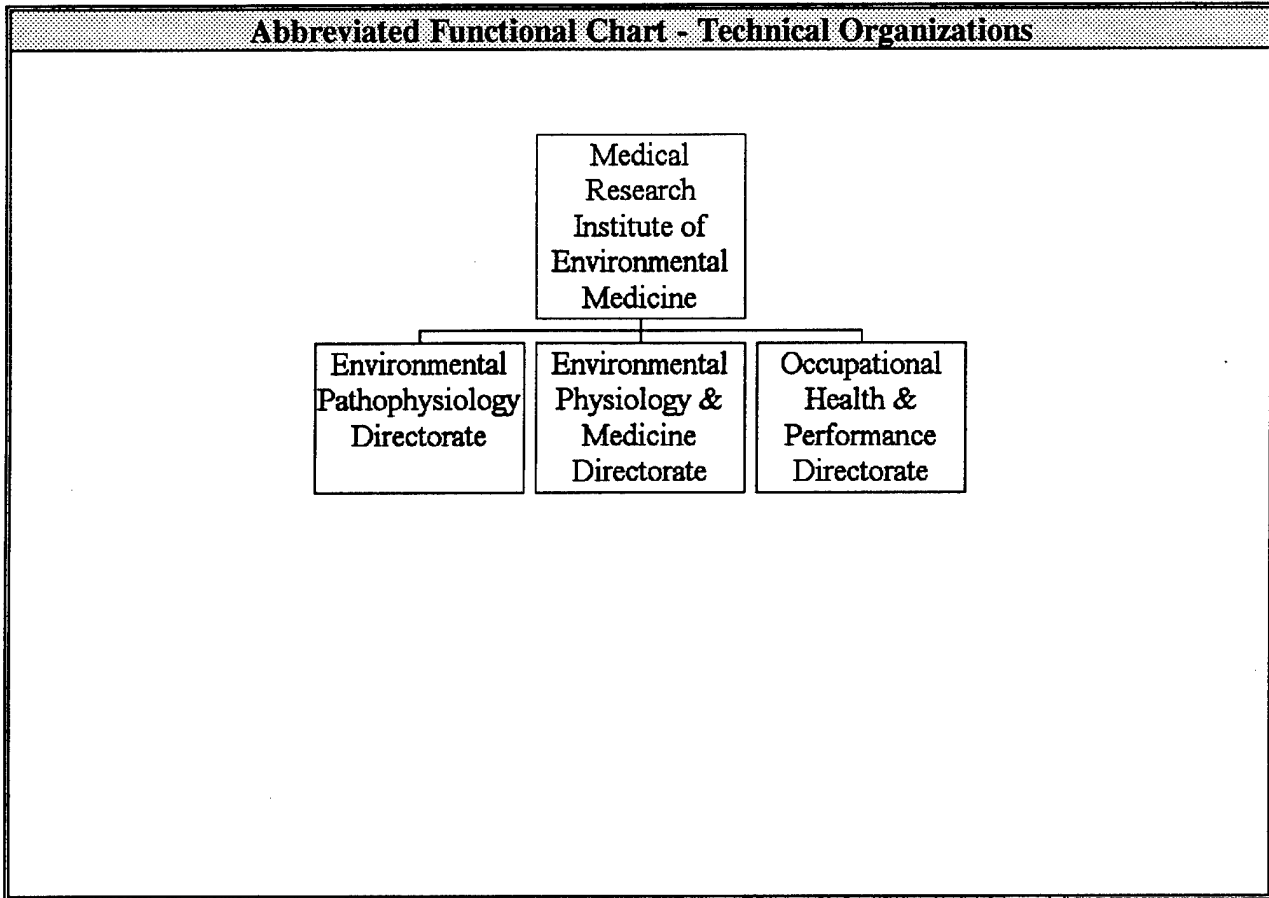 Abbreviated Functional Chart - Technical Organizations
Medical
Research
Institute of
Environmental
Medicine
Environmental
Pathophysiology
Directorate
Environmental
Physiology &
Medicine
Directorate
Occupational
Health &
Performance
Directorate